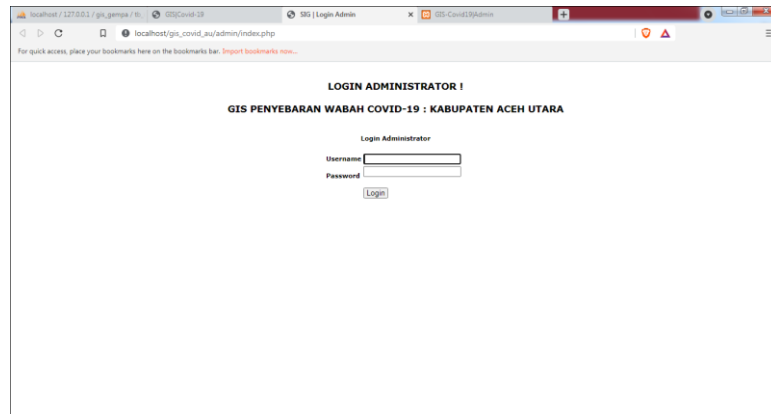 localhost / 127.0.0.1 / gis_gempa / tb
GIS|Covid-19
SIG | Login Admin
GIS-Covid19|Admin
localhost/gis_covid_au/admin/index.php
For quick access, place your bookmarks here on the bookmarks bar. Import bookmarks now...
LOGIN ADMINISTRATOR !
GIS PENYEBARAN WABAH COVID-19 : KABUPATEN ACEH UTARA
Login Administrator
Username
Password
Login